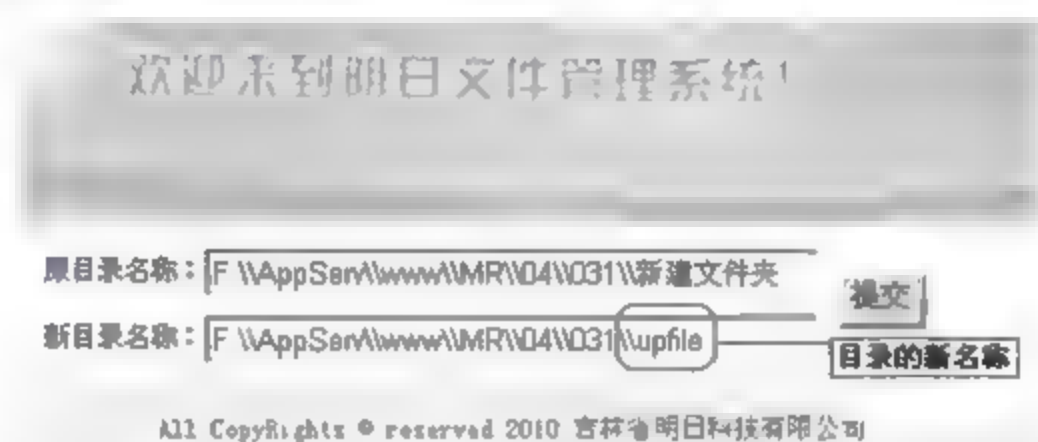 欢迎来到明日文件管理系统!
原目录名称：F:\\AppServ\\www\\MR\\04\\031\\新建文件夹
提交
新目录名称：F:\\AppServ\\www\\MR\\04\\031\\upfile
目录的新名称
All CopyRights © reserved 2010 吉林省明日科技有限公司